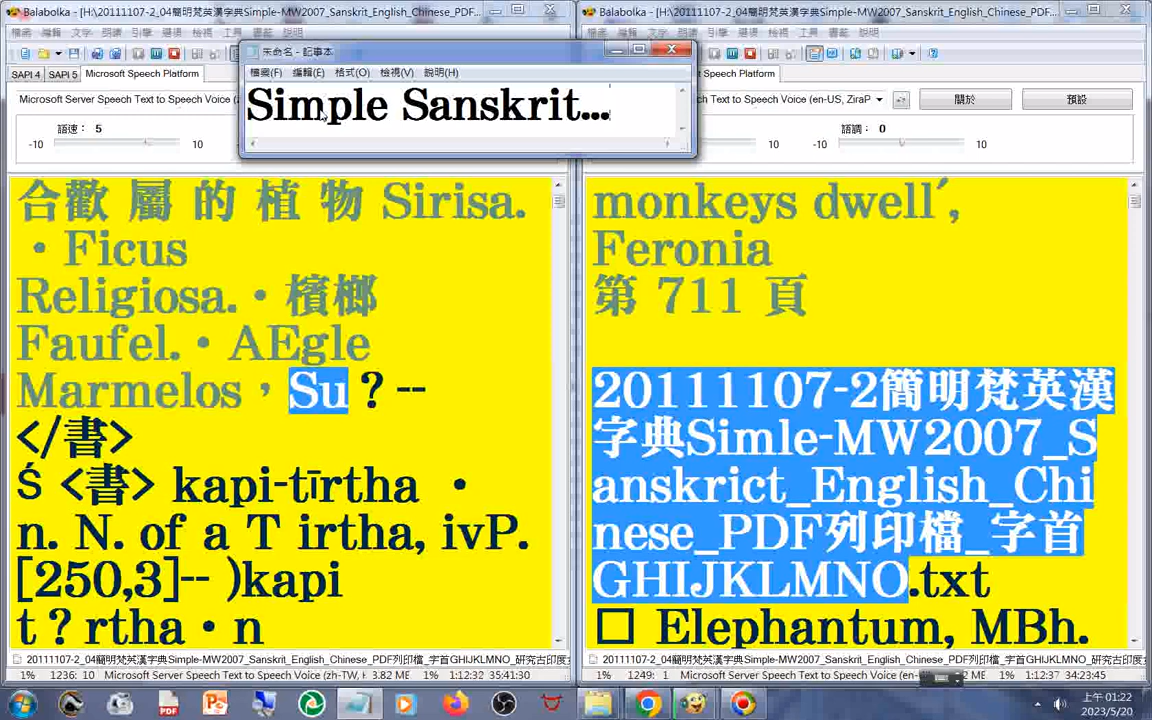 Balabolka - [H:\20111107-2_04簡明梵英漢字典Simple-MW2007_Sanskrit_English_Chinese_PDF...
Balabolka - [H:\20111107-2_04簡明梵英漢字典Simple-MW2007_Sanskrit_English_Chinese_PDF...
未命名 - 記事本
SAPI 4 SAPI 5 Microsoft Speech Platform
檔案(F) 編輯(E) 格式(O) 檢視(V) 說明(H)
Speech Platform
Microsoft Server Speech Text to Speech Voice
Simple Sanskrit...
Microsoft Server Speech Text to Speech Voice (en-US, ZiraP
關於
預設
語速: 5
語調: 0
-10 10
10 -10 10
合歡 屬 的 植 物 Sirisa.
• Ficus
Religiosa. • 檳榔
Faufel. • AEgle
Marmelos, Su ? --
</書>
Ś <書> kapi-tīrtha •
n. N. of a T irtha, ivP.
[250,3]-- )kapi
t ? rtha • n
monkeys dwell′,
Feronia
第 711 頁
20111107-2簡明梵英漢
字典Simle-MW2007_S
anskrict_English_Chi
nese_PDF列印檔_字首
GHIJKLMNO.txt
□ Elephantum, MBh.
20111107-2_04簡明梵英漢字典Simple-MW2007_Sanskrit_English_Chinese_PDF列印檔_字首GHIJKLMNO_研究古印度
20111107-2_04簡明梵英漢字典Simple-MW2007_Sanskrit_English_Chinese_PDF列印檔_字首GHIJKLMNO_研究古印度
1% 1236: 10 Microsoft Server Speech Text to Speech Voice (zh-TW, H 3.82 MB 1% 1:12:32 35:41:30
1% 1249: 1 Microsoft Server Speech Text to Speech Voice (en- MB 1% 1:12:37 34:23:45
上午 01:22
2023/5/20